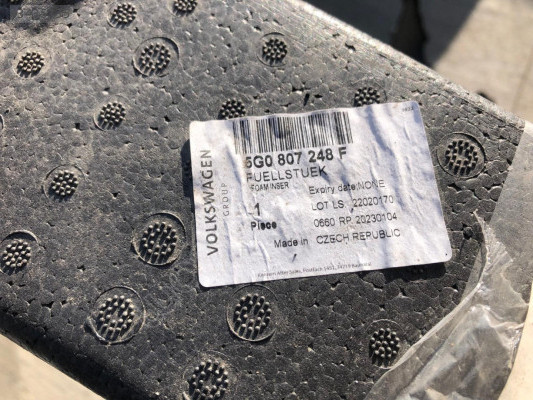 VOLKSWAGEN
GROUP
5G0 807 248 F
FUELLSTUEK
FOAM INSER
Expiry date:NONE
1
LOT LS: 22020170
Piece
0660 RP 20230104
Made in CZECH REPUBLIC